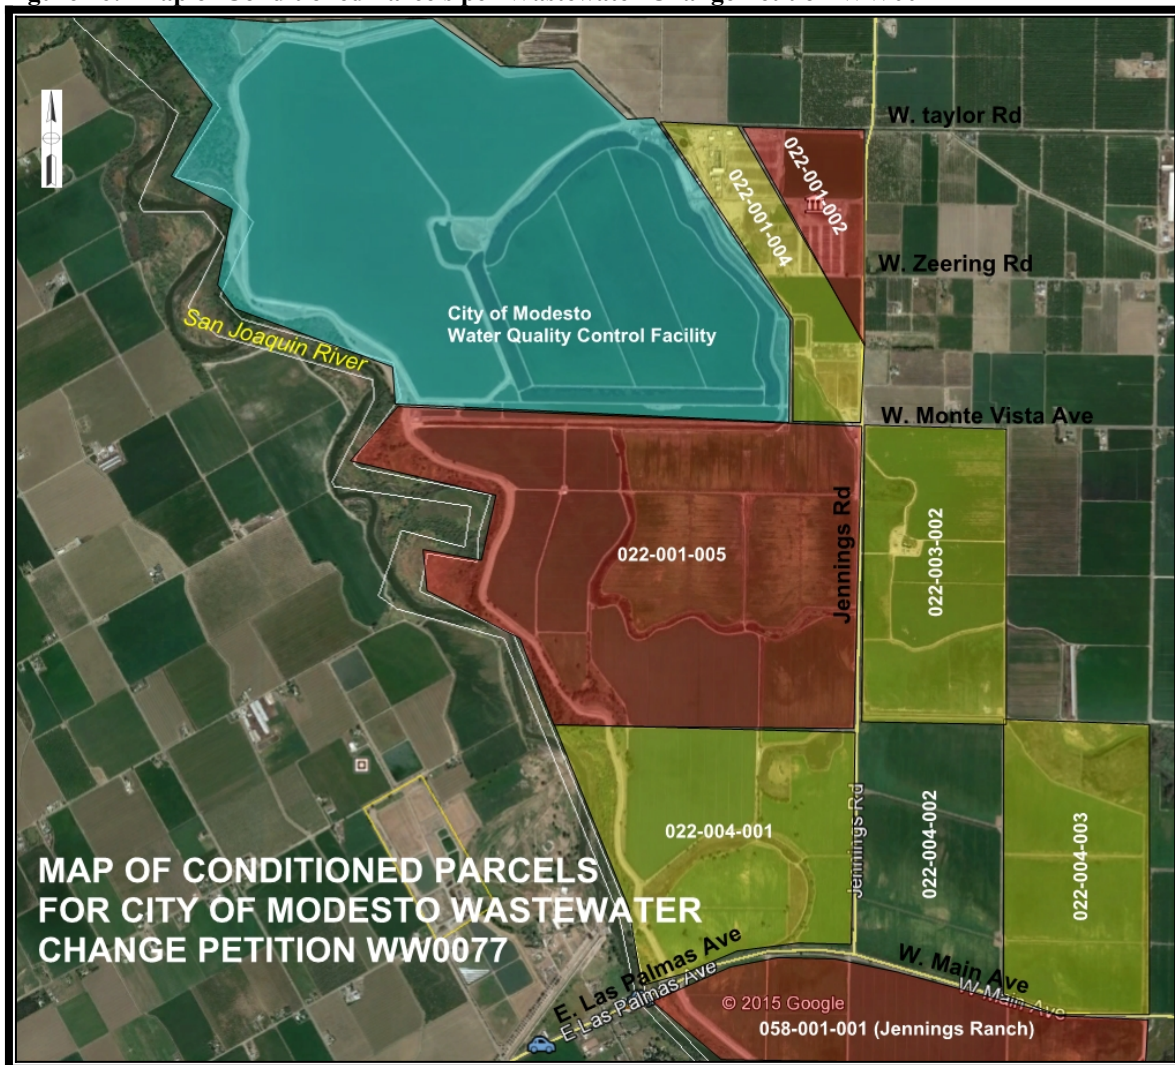 W. taylor Rd
022-001-002
022-001-004
W. Zeering Rd
City of Modesto
Water Quality Control Facility
San Joaquin River
W. Monte Vista Ave
Jennings Rd
022-001-005
022-003-002
022-004-001
Jennings Rd
022-004-002
022-004-003
MAP OF CONDITIONED PARCELS
FOR CITY OF MODESTO WASTEWATER
CHANGE PETITION WW0077
E. Las Palmas Ave
E Las Palmas Ave
W. Main Ave
W Main Ave
© 2015 Google
058-001-001 (Jennings Ranch)